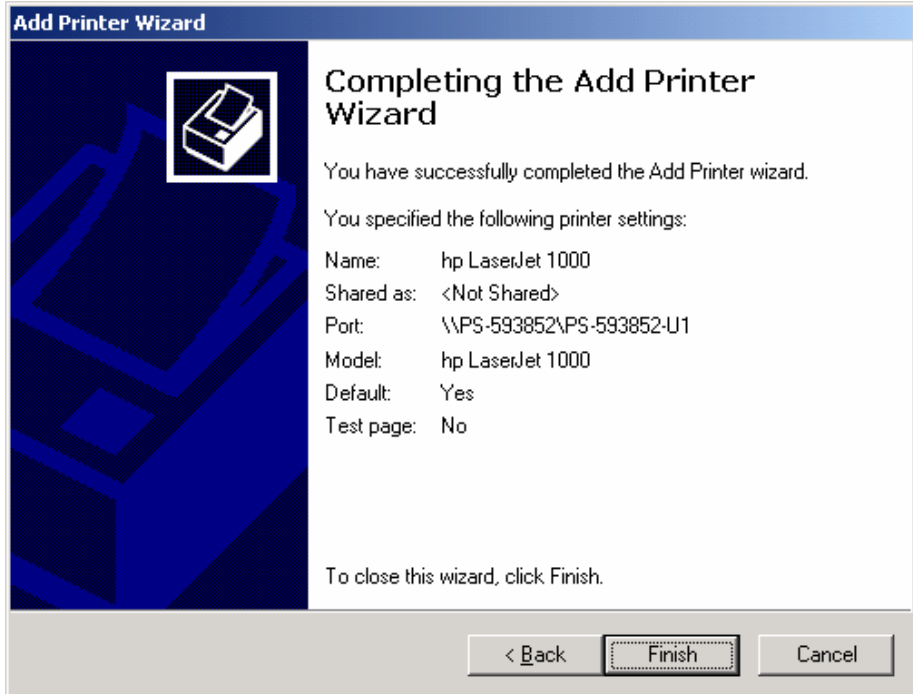 Add Printer Wizard
Completing the Add Printer
Wizard
You have successfully completed the Add Printer wizard.
You specified the following printer settings:
Name: hp LaserJet 1000
Shared as: <Not Shared>
Port: \\PS-593852\PS-593852-U1
Model: hp LaserJet 1000
Default: Yes
Test page: No
To close this wizard, click Finish.
< Back Finish Cancel